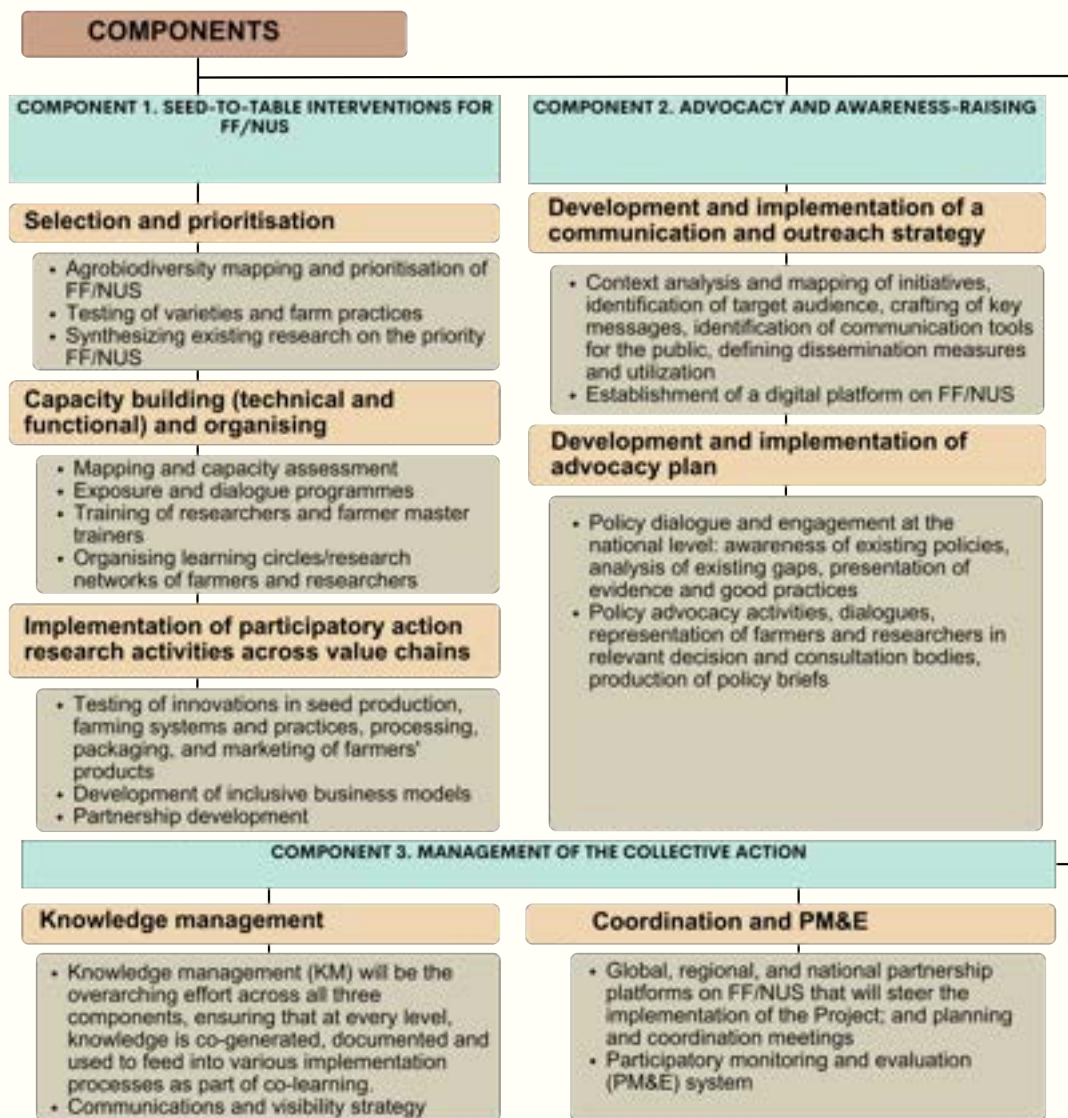 COMPONENTS
COMPONENT 1. SEED-TO-TABLE INTERVENTIONS FOR
FF/NUS
Selection and prioritisation
• Agrobiodiversity mapping and prioritisation of
FF/NUS
• Testing of varieties and farm practices
• Synthesizing existing research on the priority
FF/NUS
Capacity building (technical and
functional) and organising
• Mapping and capacity assessment
• Exposure and dialogue programmes
• Training of researchers and farmer master
trainers
• Organising learning circles/research
networks of farmers and researchers
Implementation of participatory action
research activities across value chains
• Testing of innovations in seed production,
farming systems and practices, processing,
packaging, and marketing of farmers'
products
• Development of inclusive business models
• Partnership development
COMPONENT 2. ADVOCACY AND AWARENESS-RAISING
Development and implementation of a
communication and outreach strategy
• Context analysis and mapping of initiatives,
identification of target audience, crafting of key
messages, identification of communication tools
for the public, defining dissemination measures
and utilization
• Establishment of a digital platform on FF/NUS
Development and implementation of
advocacy plan
• Policy dialogue and engagement at the
national level: awareness of existing policies,
analysis of existing gaps, presentation of
evidence and good practices
• Policy advocacy activities, dialogues,
representation of farmers and researchers in
relevant decision and consultation bodies,
production of policy briefs
COMPONENT 3. MANAGEMENT OF THE COLLECTIVE ACTION
Knowledge management
• Knowledge management (KM) will be the
overarching effort across all three
components, ensuring that at every level,
knowledge is co-generated, documented and
used to feed into various implementation
processes as part of co-learning.
• Communications and visibility strategy
Coordination and PM&E
• Global, regional, and national partnership
platforms on FF/NUS that will steer the
implementation of the Project; and planning
and coordination meetings
• Participatory monitoring and evaluation
(PM&E) system